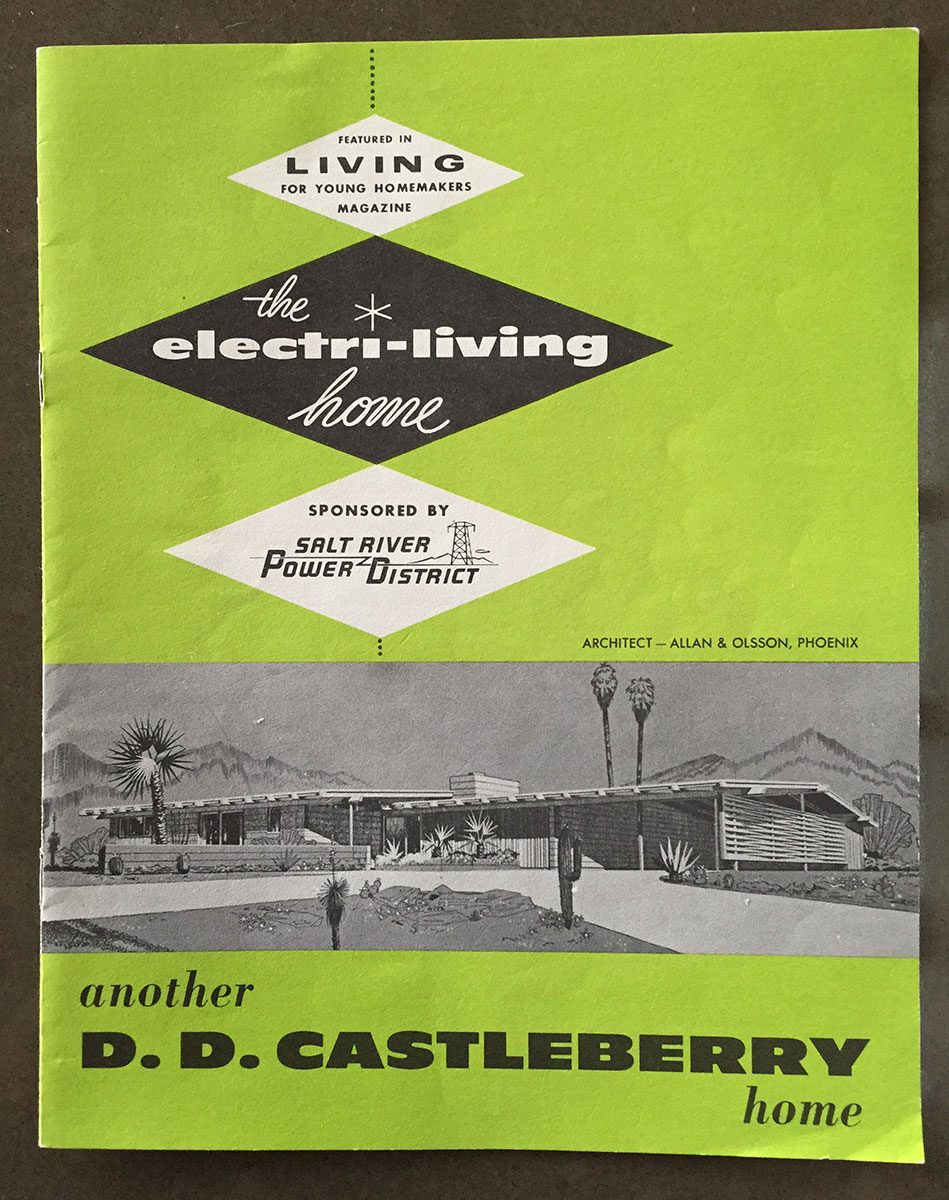 FEATURED IN
LIVING
FOR YOUNG HOMEMAKERS
MAGAZINE
the
electri-living
home
SPONSORED BY
SALT RIVER
POWER DISTRICT
ARCHITECT — ALLAN & OLSSON, PHOENIX
another
D. D. CASTLEBERRY
home